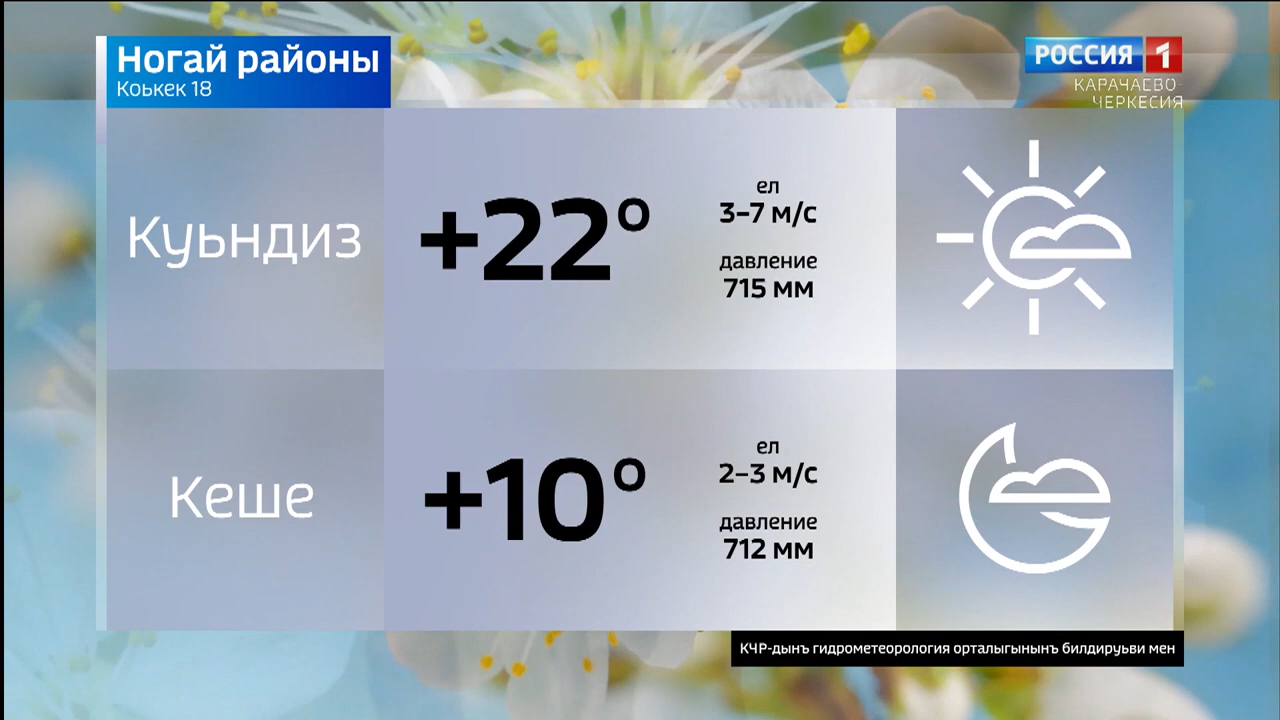 Ногай районы
Коькек 18
РОССИЯ 1
КАРАЧАЕВО-
ЧЕРКЕСИЯ
Куьндиз
+22°
ел
3–7 м/с
давление
715 мм
Кеше
+10°
ел
2–3 м/с
давление
712 мм
КЧР-дынъ гидрометеорология орталыгынынъ билдируьви мен